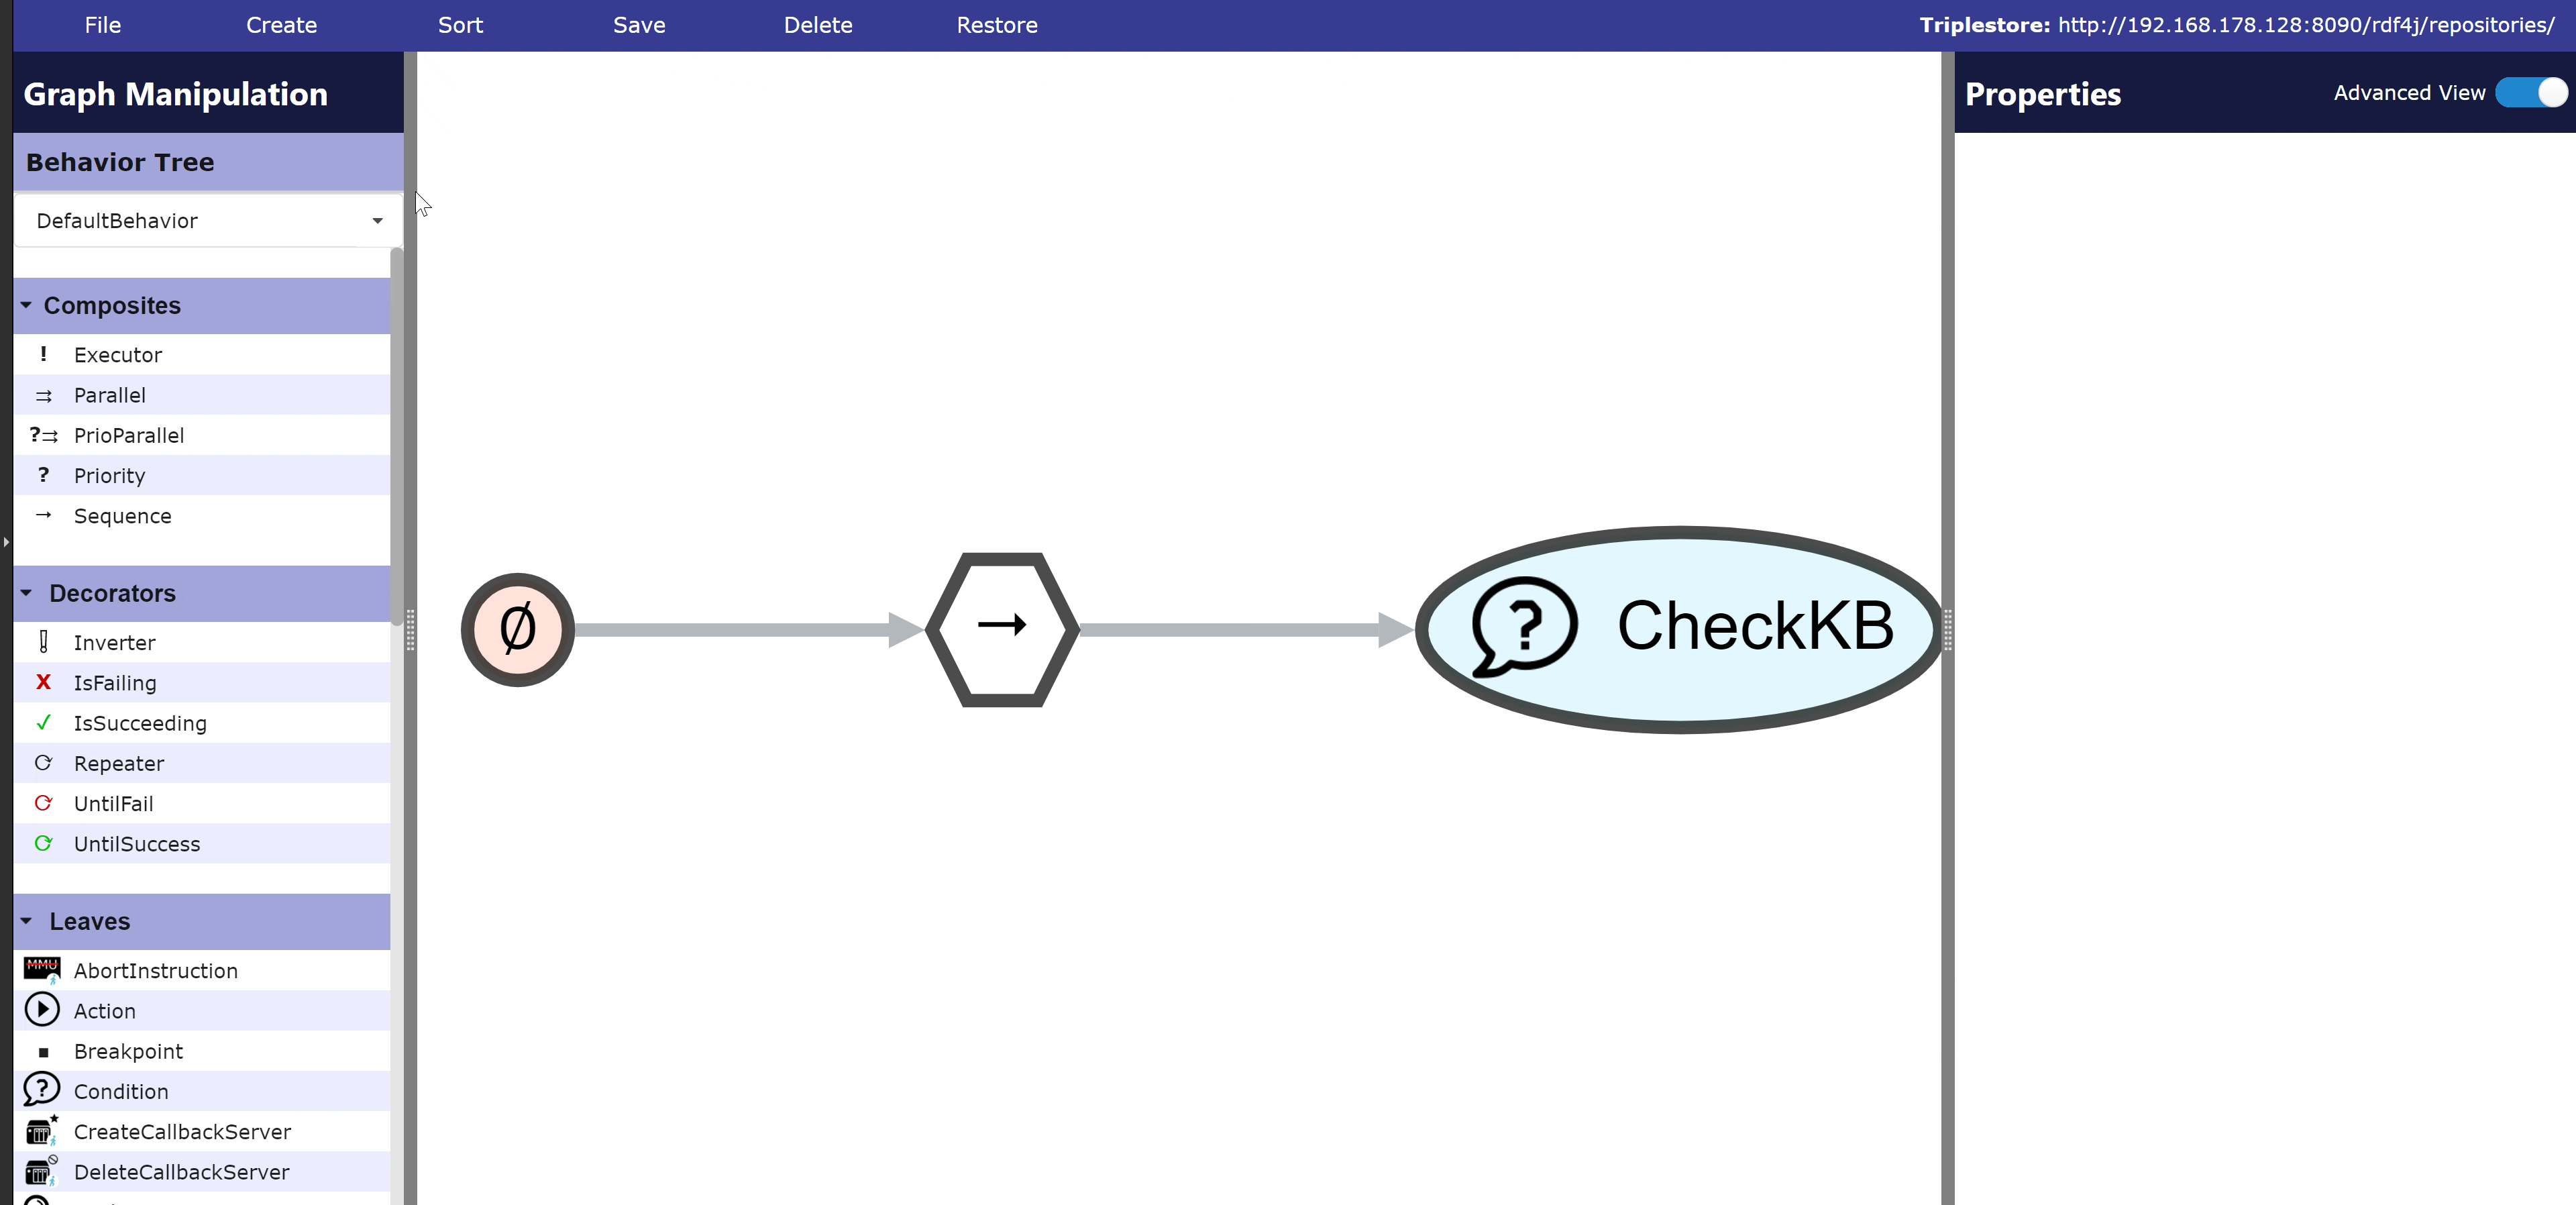 File Create Sort Save Delete Restore Triplestore: http://192.168.178.128:8090/rdf4j/repositories/
Graph Manipulation
Properties Advanced View
Behavior Tree
DefaultBehavior
Composites
! Executor
⇉ Parallel
?⇉ PrioParallel
? Priority
→ Sequence
Decorators
Inverter
X IsFailing
✓ IsSucceeding
⟳ Repeater
⟳ UntilFail
⟳ UntilSuccess
Leaves
MMU AbortInstruction
Action
Breakpoint
? Condition
CreateCallbackServer
DeleteCallbackServer
Ø
→
? CheckKB